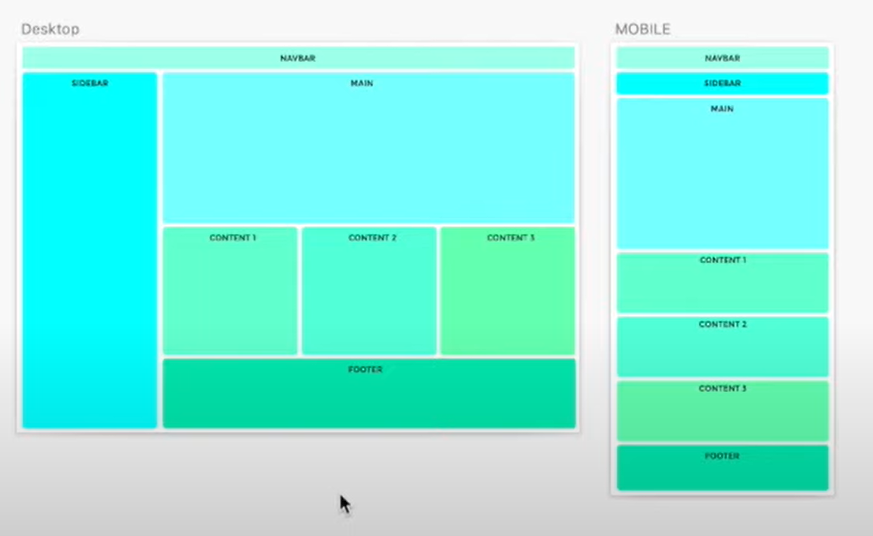 Desktop
NAVBAR
SIDEBAR
MAIN
CONTENT 1
CONTENT 2
CONTENT 3
FOOTER
MOBILE
NAVBAR
SIDEBAR
MAIN
CONTENT 1
CONTENT 2
CONTENT 3
FOOTER